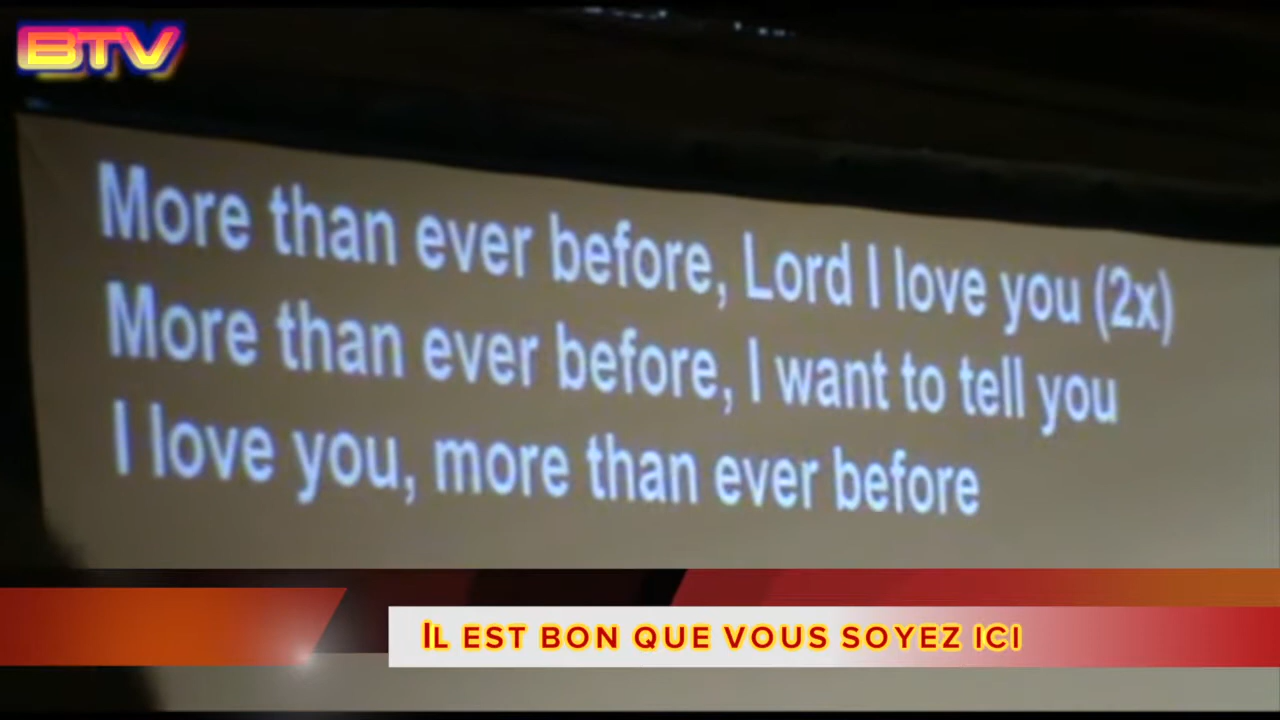 BTV
More than ever before, Lord I love you (2x)
More than ever before, I want to tell you
I love you, more than ever before
IL EST BON QUE VOUS SOYEZ ICI